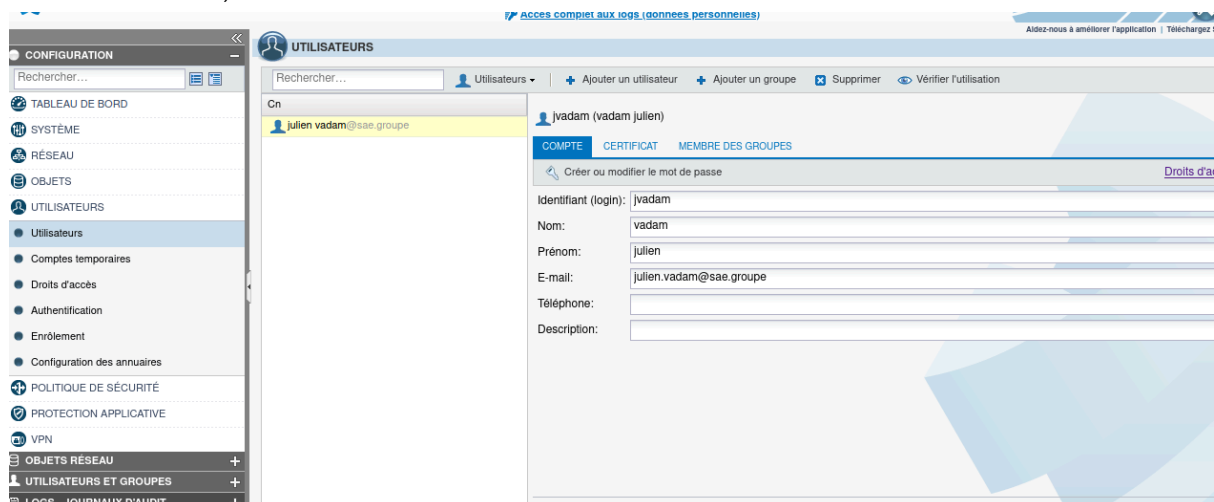 Accès complet aux logs (données personnelles)
Aidez-nous à améliorer l'application | Téléchargez
CONFIGURATION
Rechercher...
TABLEAU DE BORD
SYSTÈME
RÉSEAU
OBJETS
UTILISATEURS
Utilisateurs
Comptes temporaires
Droits d'accès
Authentification
Enrôlement
Configuration des annuaires
POLITIQUE DE SÉCURITÉ
PROTECTION APPLICATIVE
VPN
OBJETS RÉSEAU
UTILISATEURS ET GROUPES
LOGS - JOURNAUX D'AUDIT
UTILISATEURS
Rechercher... Utilisateurs Ajouter un utilisateur Ajouter un groupe Supprimer Vérifier l'utilisation
Cn
julien vadam@sae.groupe
jvadam (vadam julien)
COMPTE CERTIFICAT MEMBRE DES GROUPES
Créer ou modifier le mot de passe Droits d'a
Identifiant (login): jvadam
Nom: vadam
Prénom: julien
E-mail: julien.vadam@sae.groupe
Téléphone:
Description: